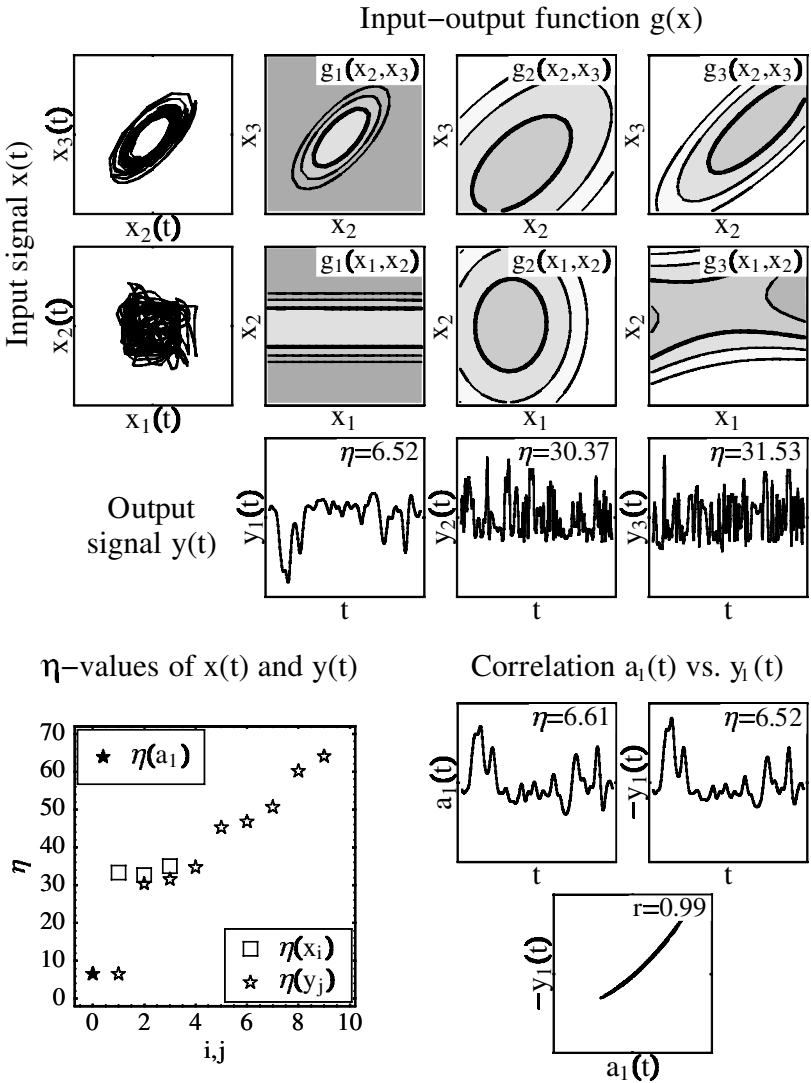 Input−output function g(x)
Input signal x(t)
x3(t)
x2(t)
g1(x2,x3)
x3
x2
g2(x2,x3)
x3
x2
g3(x2,x3)
x3
x2
x2(t)
x1(t)
g1(x1,x2)
x2
x1
g2(x1,x2)
x2
x1
g3(x1,x2)
x2
x1
Output
signal y(t)
η=6.52
y1(t)
t
η=30.37
y2(t)
t
η=31.53
y3(t)
t
η−values of x(t) and y(t)
η(a1)
η(xi)
η(yj)
η
70
60
50
40
30
20
10
0
0 2 4 6 8 10
i,j
Correlation a1(t) vs. y1(t)
η=6.61
a1(t)
t
η=6.52
−y1(t)
t
r=0.99
−y1(t)
a1(t)